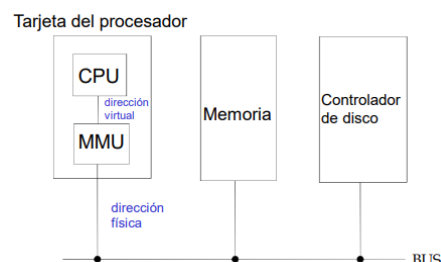 Tarjeta del procesador
CPU
dirección
virtual
MMU
Memoria
Controlador
de disco
dirección
física
BUS